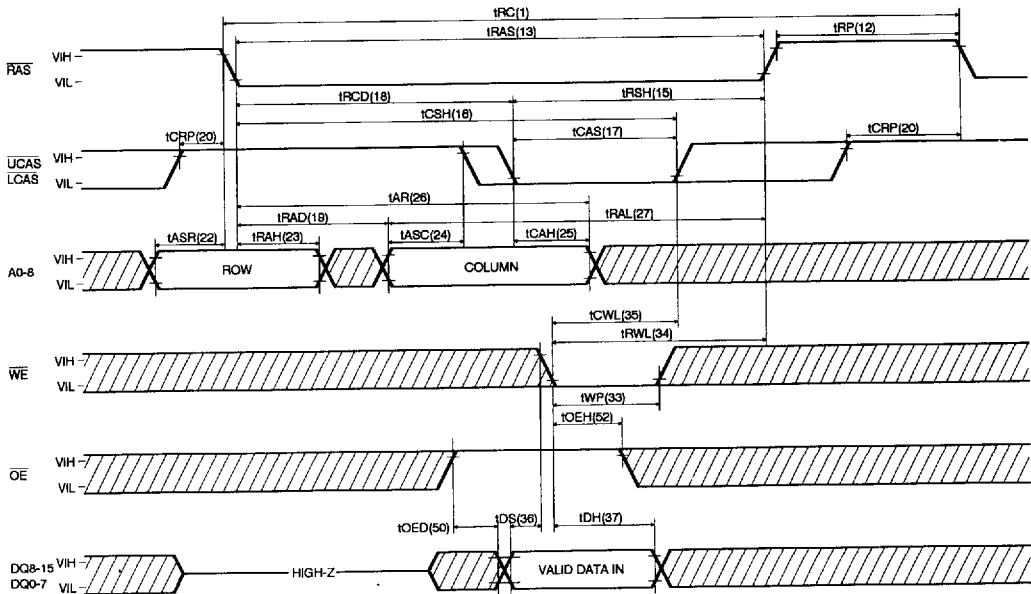 tRC(1)
tRAS(13)
tRP(12)
RAS
VIH
VIL
tRCD(18)
tRSH(15)
tCSH(16)
tCRP(20)
tCAS(17)
tCRP(20)
UCAS
LCAS
VIH
VIL
tAR(26)
tRAD(19)
tRAL(27)
tASR(22)
tRAH(23)
tASC(24)
tCAH(25)
A0-8
VIH
VIL
ROW
COLUMN
tCWL(35)
tRWL(34)
WE
VIH
VIL
tWP(33)
tOEH(52)
OE
VIH
VIL
tOED(50)
tDS(36)
tDH(37)
DQ8-15
DQ0-7
VIH
VIL
HIGH-Z
VALID DATA IN